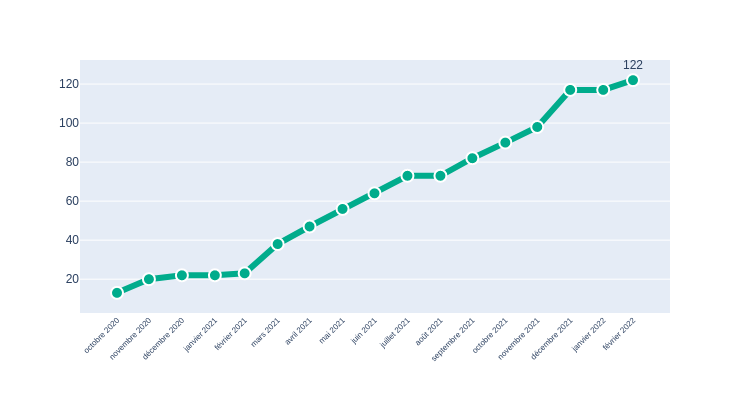 122
120
100
80
60
40
20
octobre 2020
novembre 2020
décembre 2020
janvier 2021
février 2021
mars 2021
avril 2021
mai 2021
juin 2021
juillet 2021
août 2021
septembre 2021
octobre 2021
novembre 2021
décembre 2021
janvier 2022
février 2022